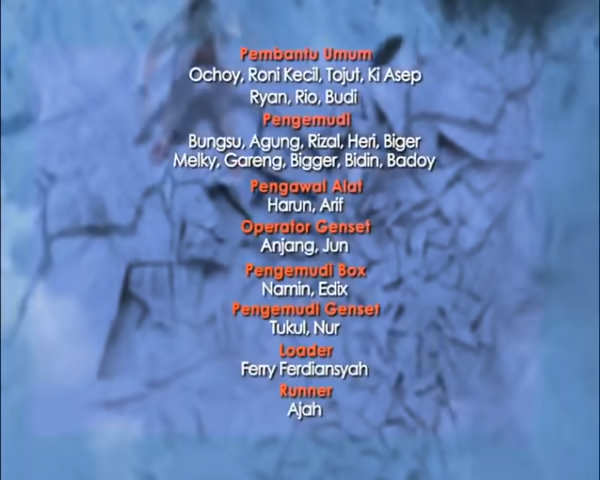 Pembantu Umum
Ochoy, Roni Kecil, Tojut, Ki Asep
Ryan, Rio, Budi
Pengemudi
Bungsu, Agung, Rizal, Heri, Biger
Melky, Gareng, Bigger, Bidin, Badoy
Pengawal Alat
Harun, Arif
Operator Genset
Anjang, Jun
Pengemudi Box
Namin, Edix
Pengemudi Genset
Tukul, Nur
Loader
Ferry Ferdiansyah
Runner
Ajah